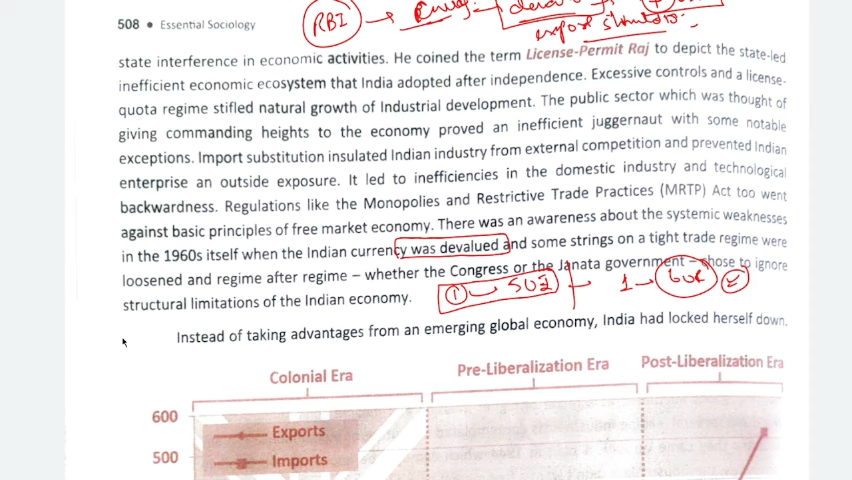 RBI
508 • Essential Sociology
state interference in economic activities. He coined the term License-Permit Raj to depict the state-led
inefficient economic ecosystem that India adopted after independence. Excessive controls and a license-
quota regime stifled natural growth of Industrial development. The public sector which was thought of
giving commanding heights to the economy proved an inefficient juggernaut with some notable
exceptions. Import substitution insulated Indian industry from external competition and prevented Indian
enterprise an outside exposure. It led to inefficiencies in the domestic industry and technological
backwardness. Regulations like the Monopolies and Restrictive Trade Practices (MRTP) Act too went
against basic principles of free market economy. There was an awareness about the systemic weaknesses
in the 1960s itself when the Indian currency was devalued and some strings on a tight trade regime were
loosened and regime after regime – whether the Congress or the Janata government – chose to ignore
structural limitations of the Indian economy.
Instead of taking advantages from an emerging global economy, India had locked herself down.
Colonial Era Pre-Liberalization Era Post-Liberalization Era
600
Exports
500
Imports